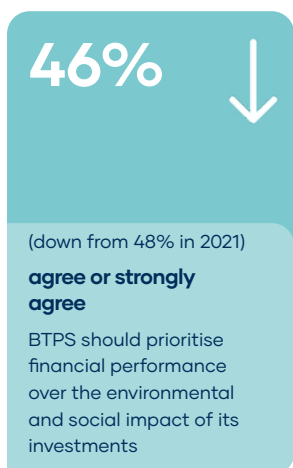 46%
(down from 48% in 2021)
agree or strongly
agree
BTPS should prioritise
financial performance
over the environmental
and social impact of its
investments